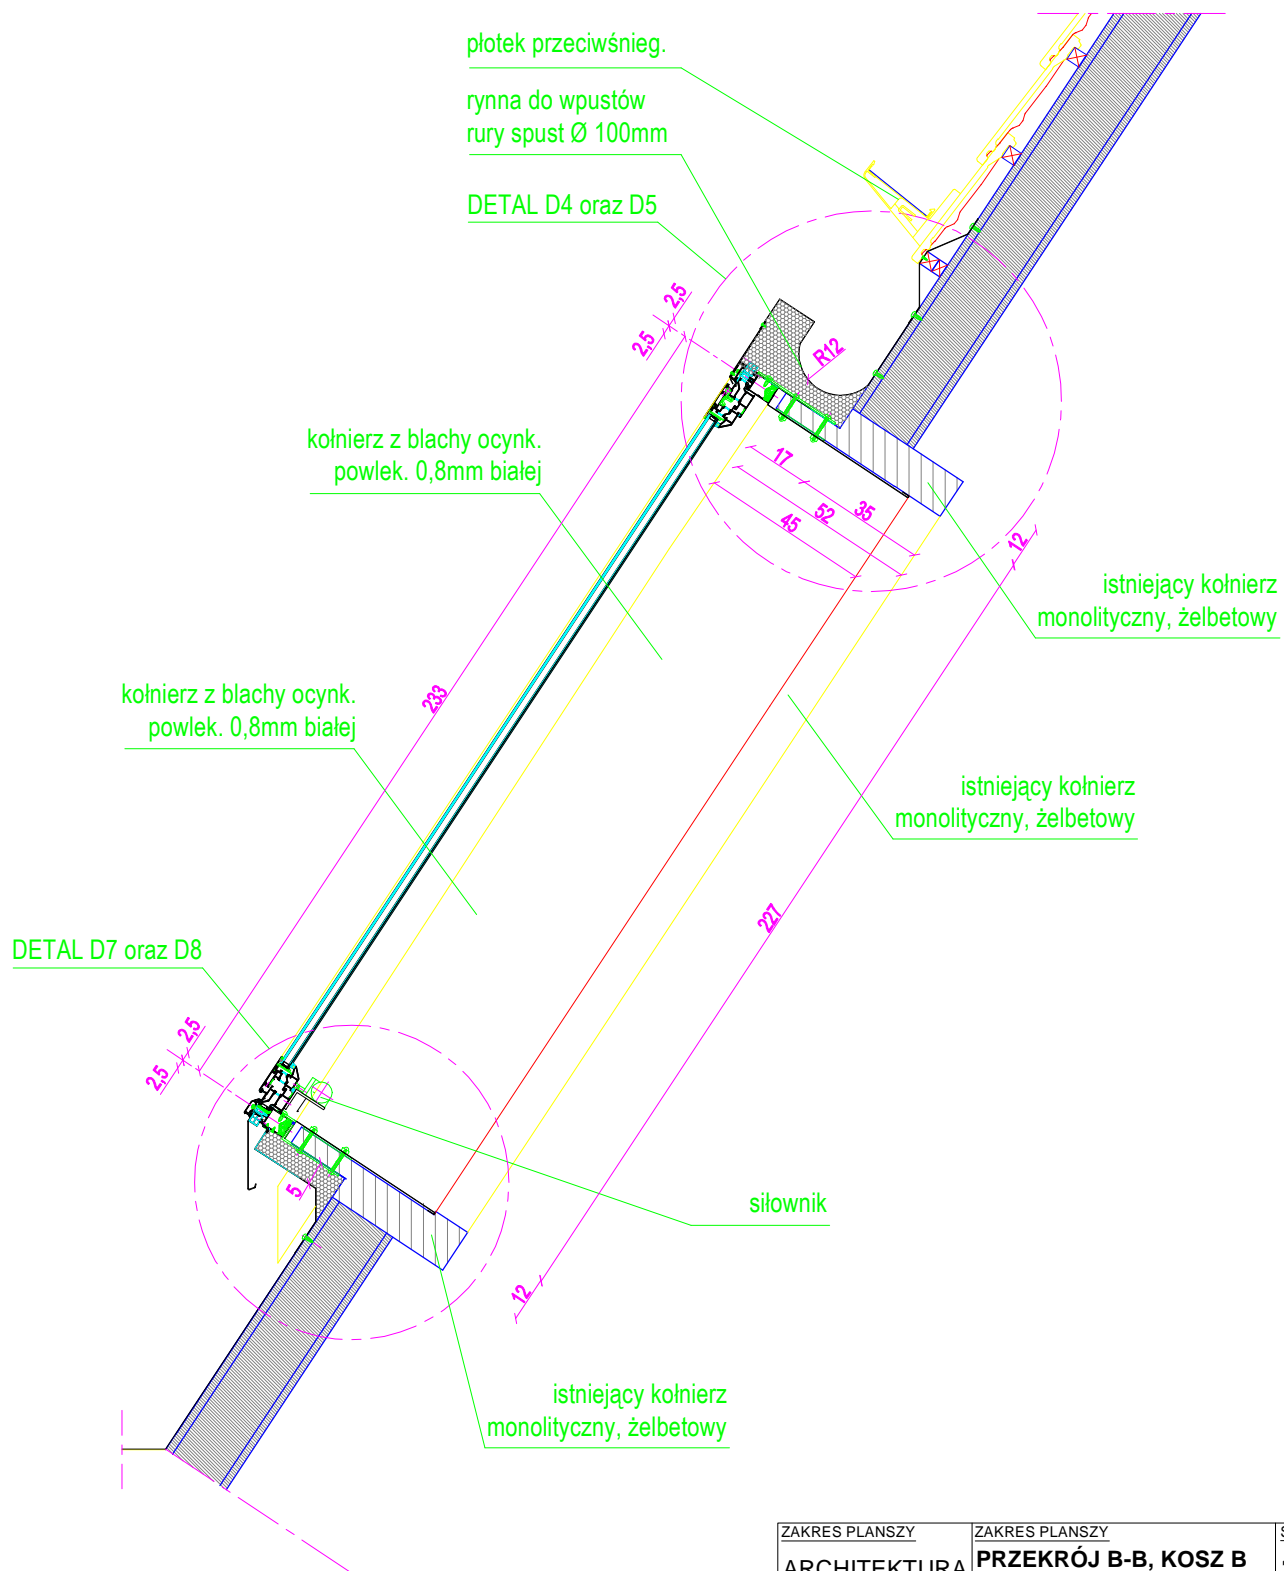 płotek przeciwśnieg.
rynna do wpustów
rury spust Ø 100mm
DETAL D4 oraz D5
2,5
2,5
R12
kołnierz z blachy ocynk.
powlek. 0,8mm białej
17
35
52
45
12
istniejący kołnierz
monolityczny, żelbetowy
233
kołnierz z blachy ocynk.
powlek. 0,8mm białej
istniejący kołnierz
monolityczny, żelbetowy
227
DETAL D7 oraz D8
2,5
2,5
5
siłownik
12
istniejący kołnierz
monolityczny, żelbetowy
ZAKRES PLANSZY
ARCHITEKTURA
ZAKRES PLANSZY
PRZEKRÓJ B-B, KOSZ B